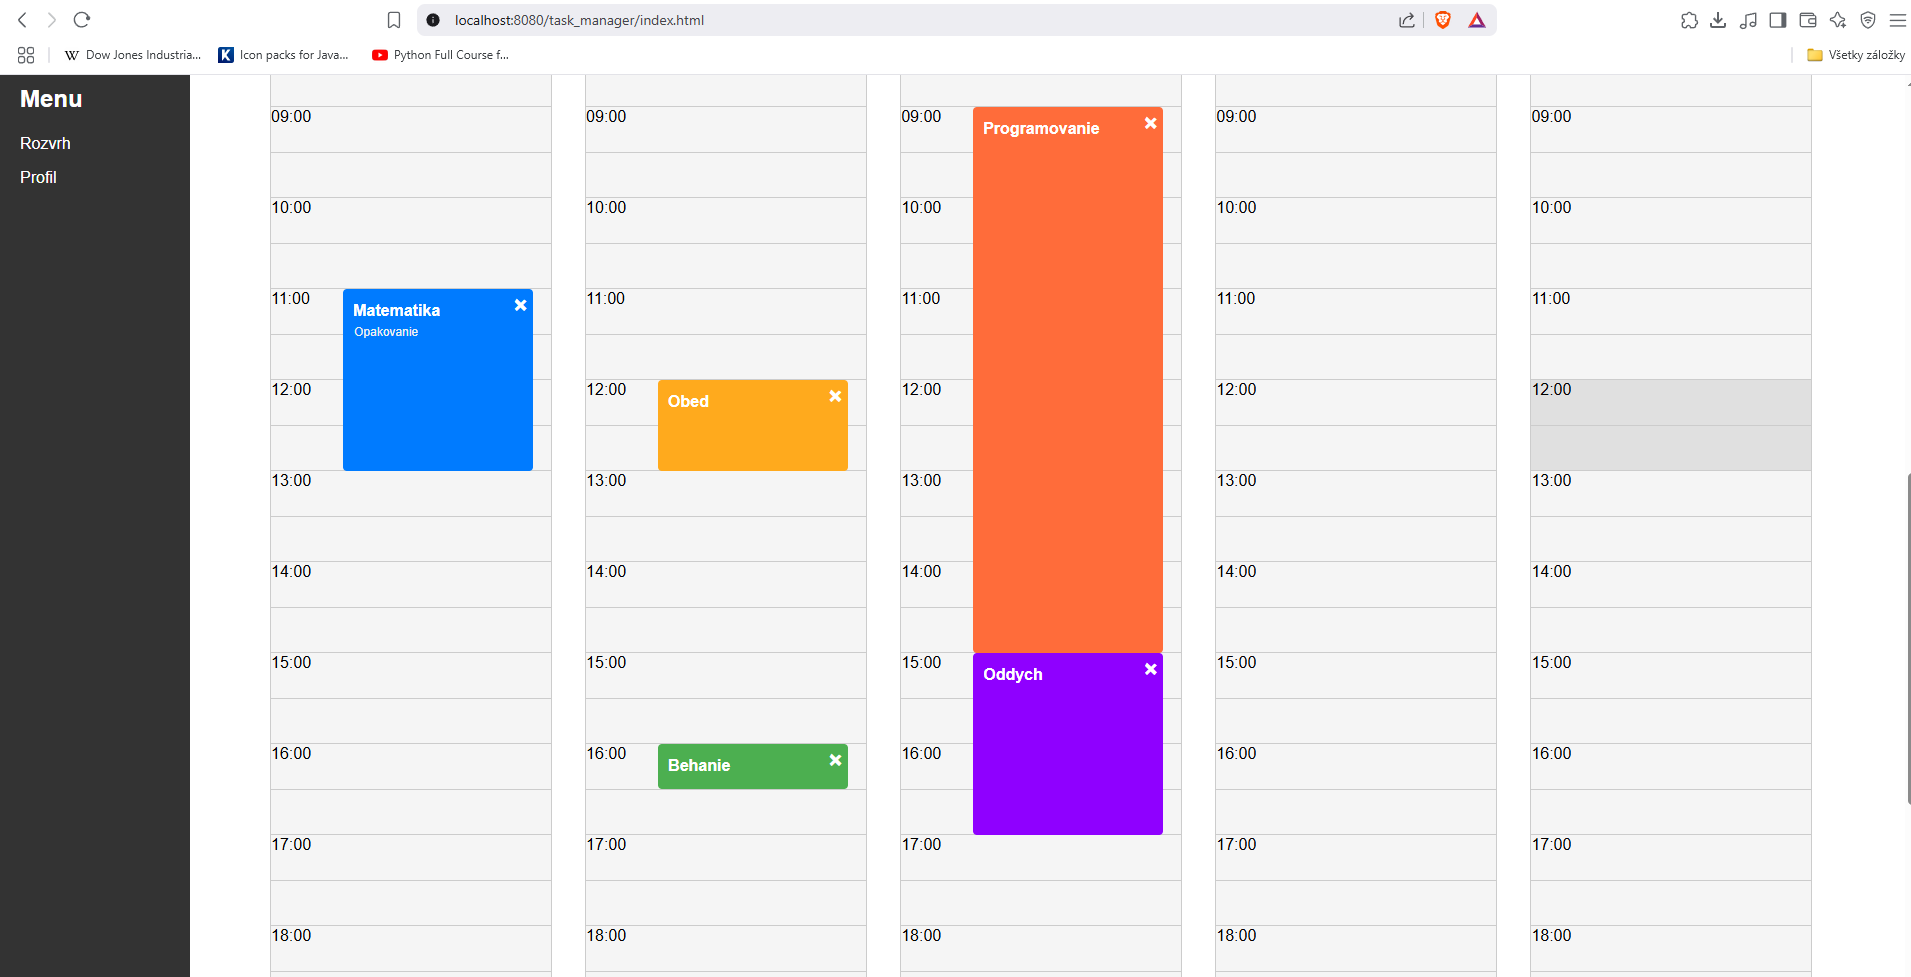 localhost:8080/task_manager/index.html
W Dow Jones Industria...
K Icon packs for Java...
Python Full Course f...
Všetky záložky
Menu
Rozvrh
Profil
09:00 09:00 09:00 Programovanie 09:00 09:00
10:00 10:00 10:00 10:00 10:00
11:00 Matematika 11:00 11:00 11:00 11:00
Opakovanie
12:00 12:00 Obed 12:00 12:00 12:00
13:00 13:00 13:00 13:00 13:00
14:00 14:00 14:00 14:00 14:00
15:00 15:00 15:00 Oddych 15:00 15:00
16:00 16:00 Behanie 16:00 16:00 16:00
17:00 17:00 17:00 17:00 17:00
18:00 18:00 18:00 18:00 18:00